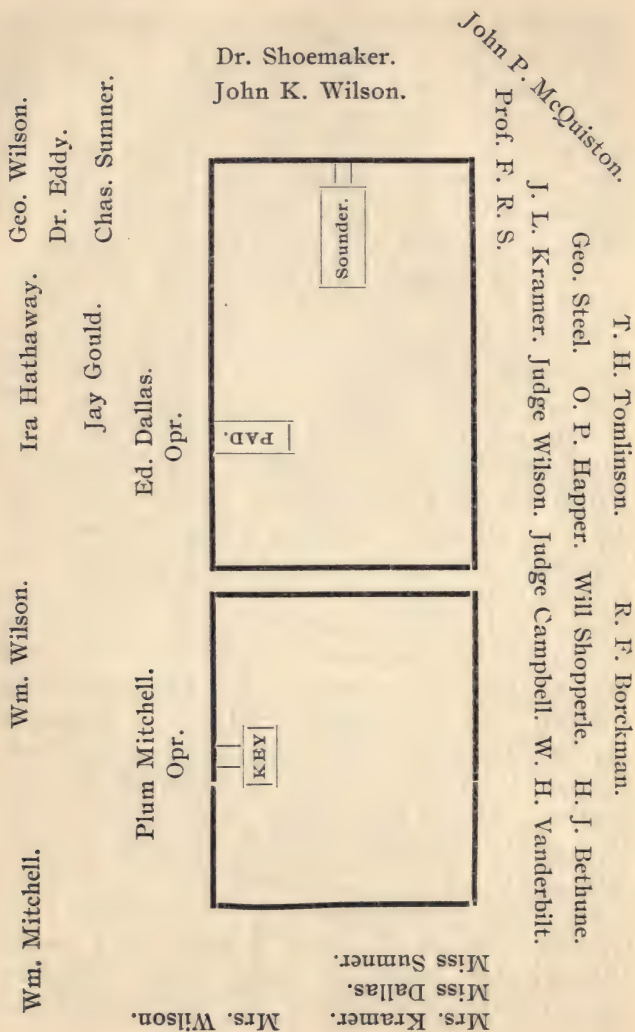 Dr. Shoemaker.
John K. Wilson.
John P. McQuiston.
Geo. Wilson.
Dr. Eddy.
Chas. Sumner.
Ira Hathaway.
Jay Gould.
Ed. Dallas.
Opr.
Wm. Wilson.
Plum Mitchell.
Opr.
Wm. Mitchell.
Sounder.
PAD.
KEY
T. H. Tomlinson. R. F. Borckman.
Geo. Steel. O. P. Happer. Will Shopperle. H. J. Bethune.
J. L. Kramer. Judge Wilson. Judge Campbell. W. H. Vanderbilt.
Prof. F. R. S.
Mrs. Kramer. Mrs. Wilson.
Miss Dallas.
Miss Sumner.